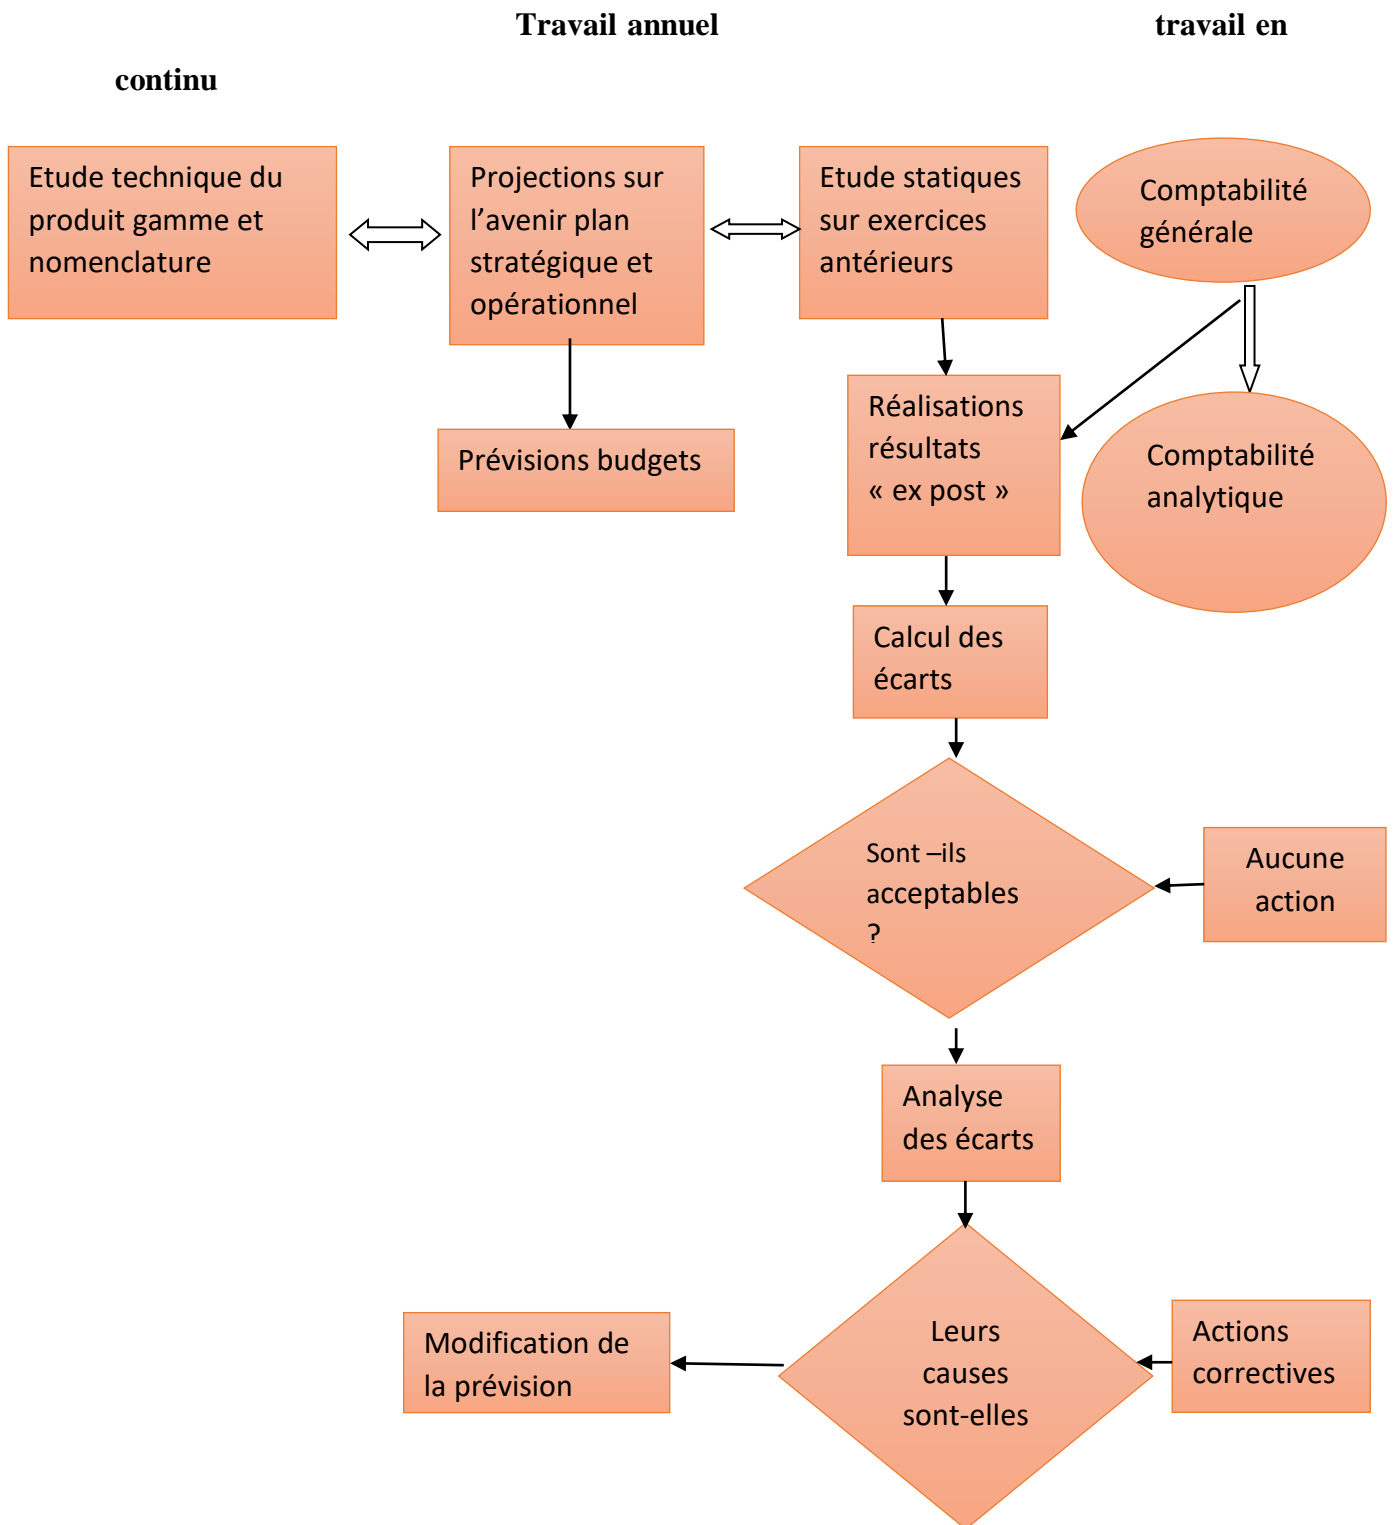 Travail annuel travail en
continu
Etude technique du
produit gamme et
nomenclature
Projections sur
l’avenir plan
stratégique et
opérationnel
Etude statiques
sur exercices
antérieurs
Comptabilité
générale
Prévisions budgets
Réalisations
résultats
« ex post »
Comptabilité
analytique
Calcul des
écarts
Sont –ils
acceptables
?
Aucune
action
Analyse
des écarts
Modification de
la prévision
Leurs
causes
sont-elles
Actions
correctives